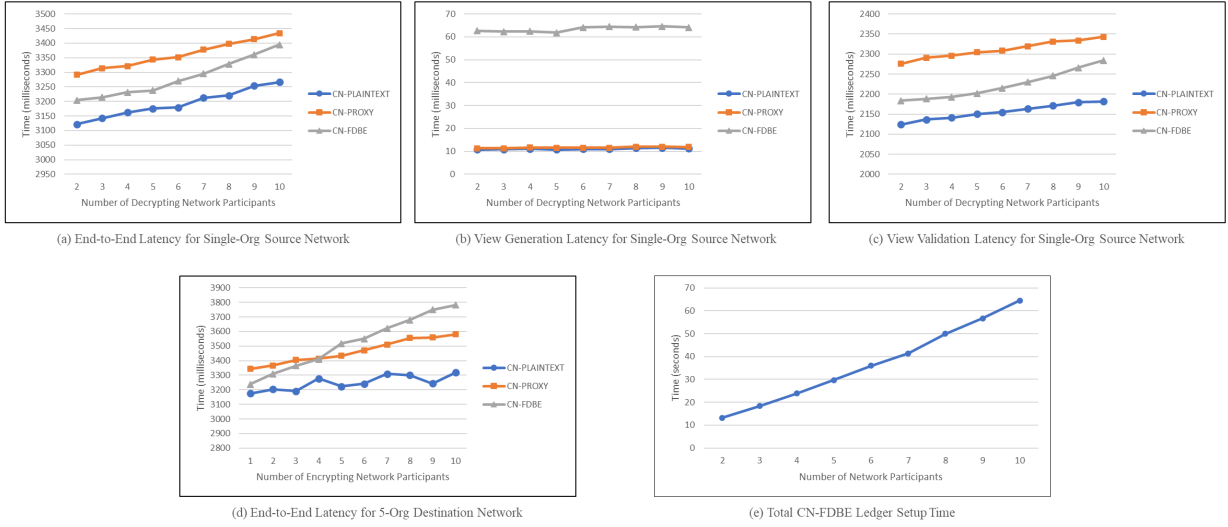 3500
3450
3400
3350
3300
3250
3200
3150
3100
3050
3000
2950
Time (milliseconds)
2 3 4 5 6 7 8 9 10
Number of Decrypting Network Participants
CN-PLAINTEXT
CN-PROXY
CN-FDBE
(a) End-to-End Latency for Single-Org Source Network
70
60
50
40
30
20
10
0
Time (milliseconds)
2 3 4 5 6 7 8 9 10
Number of Decrypting Network Participants
CN-PLAINTEXT
CN-PROXY
CN-FDBE
(b) View Generation Latency for Single-Org Source Network
2400
2350
2300
2250
2200
2150
2100
2050
2000
Time (milliseconds)
2 3 4 5 6 7 8 9 10
Number of Decrypting Network Participants
CN-PLAINTEXT
CN-PROXY
CN-FDBE
(c) View Validation Latency for Single-Org Source Network
3900
3800
3700
3600
3500
3400
3300
3200
3100
3000
2900
2800
Time (milliseconds)
1 2 3 4 5 6 7 8 9 10
Number of Encrypting Network Participants
CN-PLAINTEXT
CN-PROXY
CN-FDBE
(d) End-to-End Latency for 5-Org Destination Network
70
60
50
40
30
20
10
0
Time (seconds)
2 3 4 5 6 7 8 9 10
Number of Network Participants
(e) Total CN-FDBE Ledger Setup Time